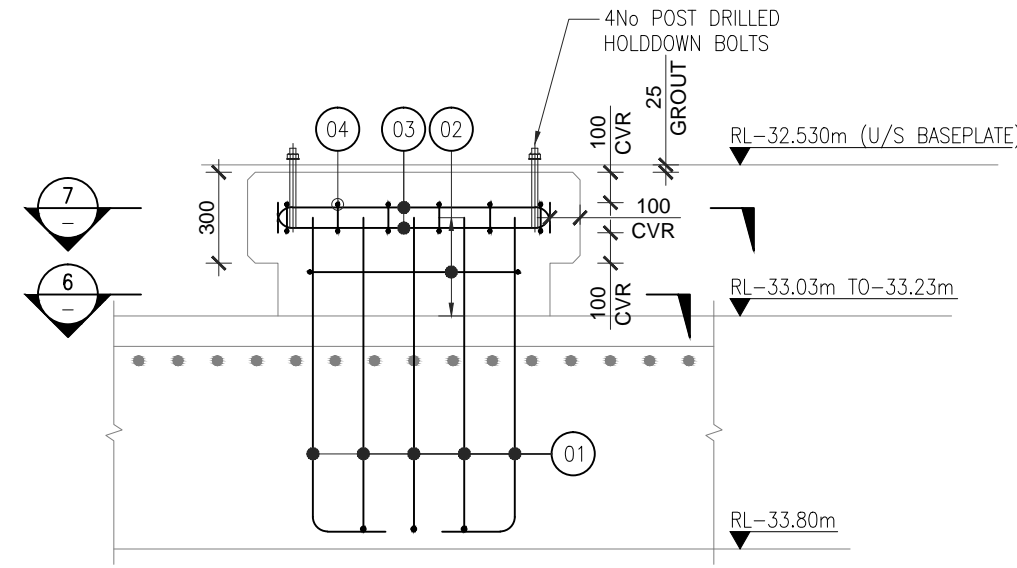 4No POST DRILLED
HOLDDOWN BOLTS
25
GROUT
100
CVR
04
03
02
RL-32.530m (U/S BASEPLATE)
7
-
300
100
CVR
6
-
100
CVR
RL-33.03m TO-33.23m
01
RL-33.80m